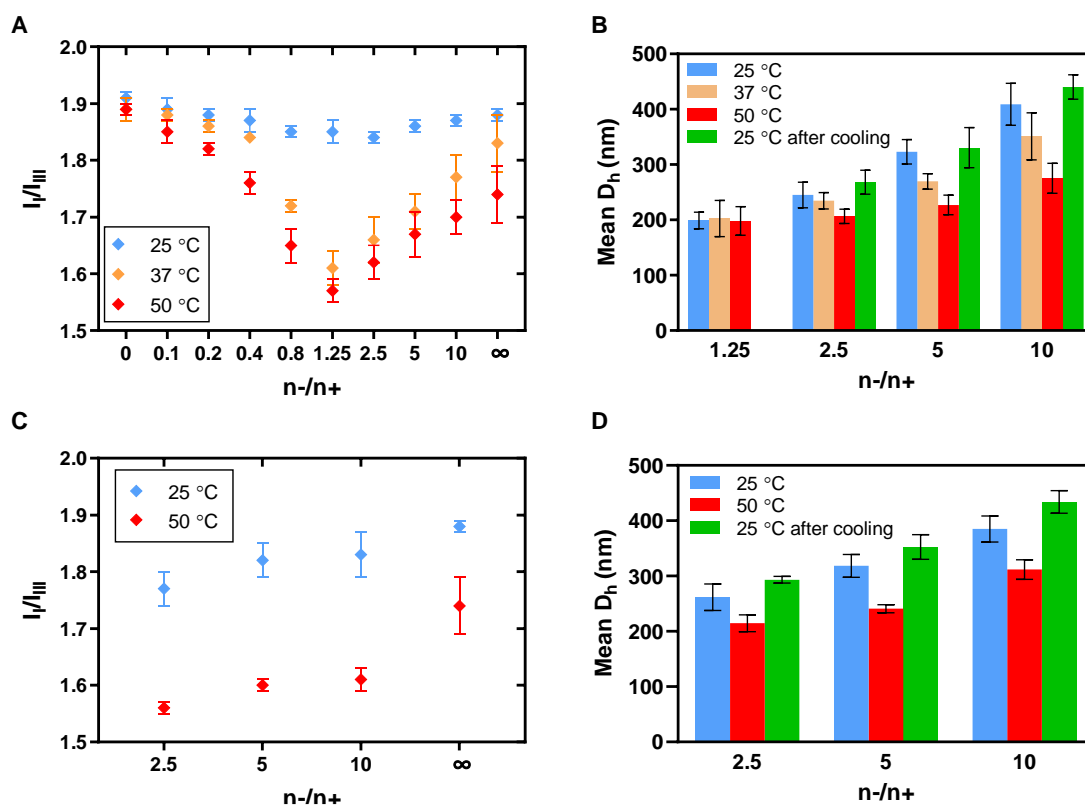 A
I_I/I_III
2.0
1.9
1.8
1.7
1.6
1.5
25 °C
37 °C
50 °C
0 0.1 0.2 0.4 0.8 1.25 2.5 5 10 ∞
n-/n+
B
Mean D_h (nm)
500
400
300
200
100
0
25 °C
37 °C
50 °C
25 °C after cooling
1.25 2.5 5 10
n-/n+
C
I_I/I_III
2.0
1.9
1.8
1.7
1.6
1.5
25 °C
50 °C
2.5 5 10 ∞
n-/n+
D
Mean D_h (nm)
500
400
300
200
100
0
25 °C
50 °C
25 °C after cooling
2.5 5 10
n-/n+